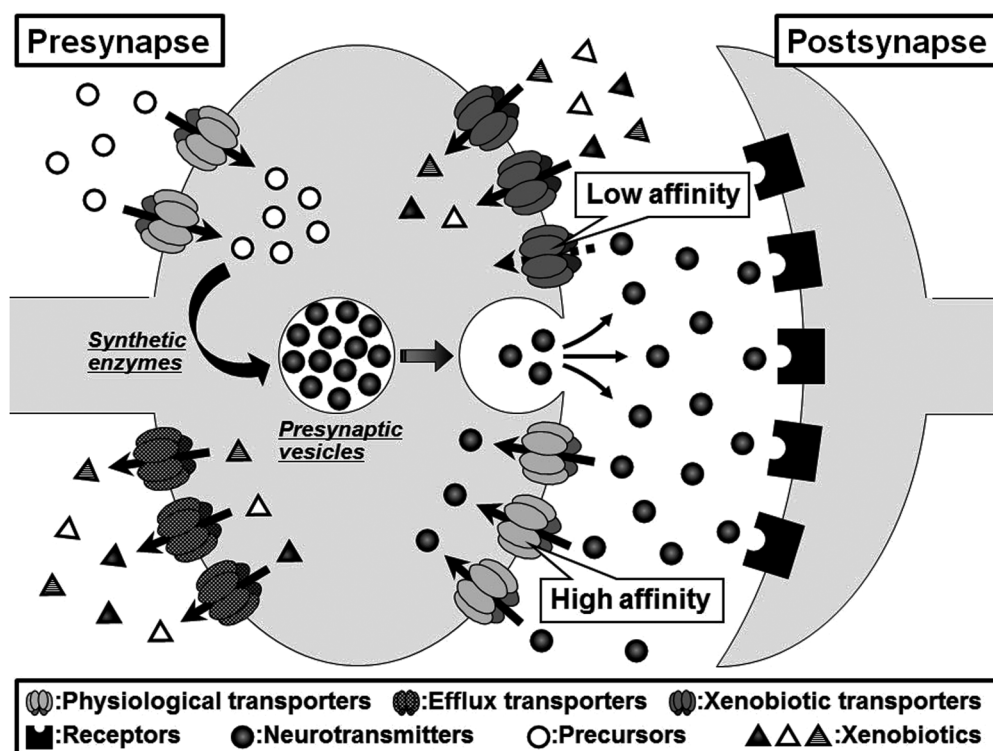 Presynapse
Postsynapse
Low affinity
Synthetic
enzymes
Presynaptic
vesicles
High affinity
:Physiological transporters :Efflux transporters :Xenobiotic transporters
:Receptors :Neurotransmitters :Precursors :Xenobiotics